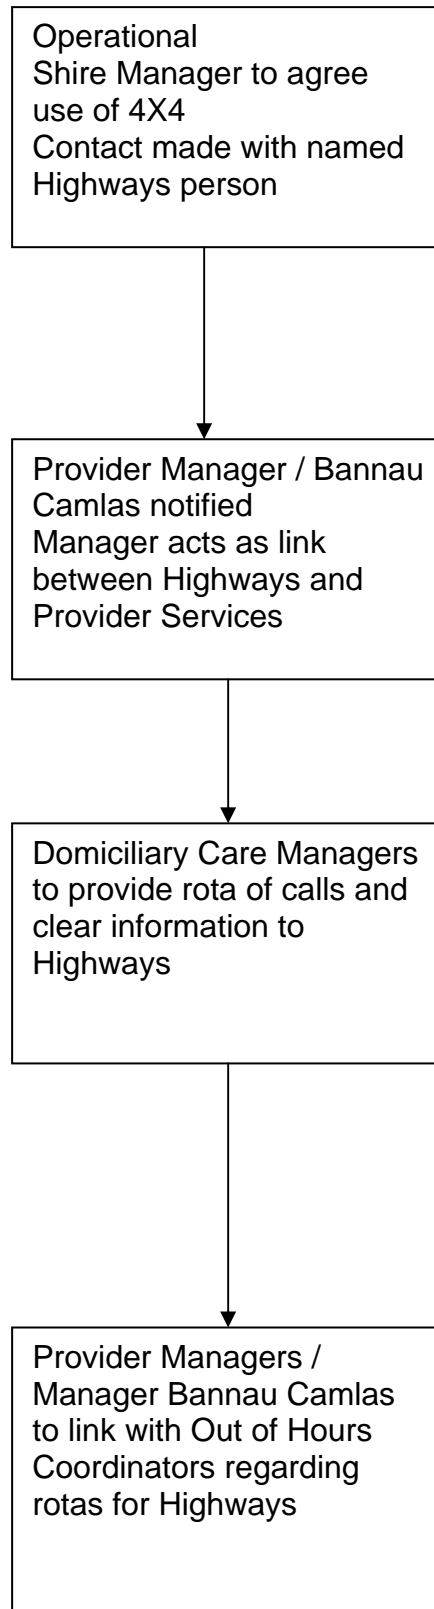 Operational
Shire Manager to agree
use of 4X4
Contact made with named
Highways person
Provider Manager / Bannau
Camlas notified
Manager acts as link
between Highways and
Provider Services
Domiciliary Care Managers
to provide rota of calls and
clear information to
Highways
Provider Managers /
Manager Bannau Camlas
to link with Out of Hours
Coordinators regarding
rotas for Highways